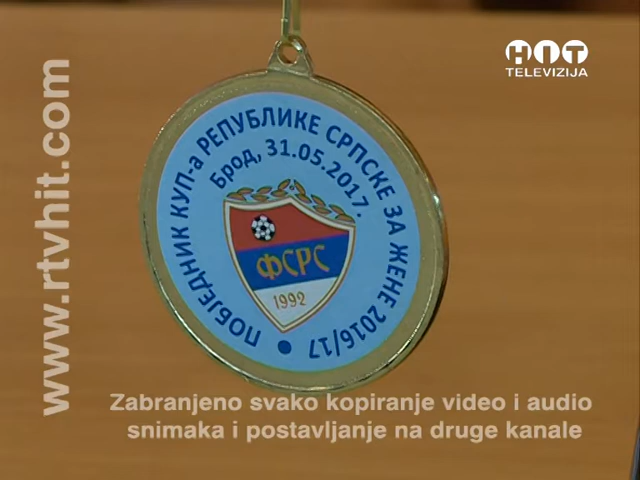 HIT
TELEVIZIJA
www.rtvhit.com
ПОБЈЕДНИК КУП-а РЕПУБЛИКЕ СРПСКЕ ЗА ЖЕНЕ 2016/17
Брод, 31.05.2017.
ФСРС
1992
Zabranjeno svako kopiranje video i audio
snimaka i postavljanje na druge kanale